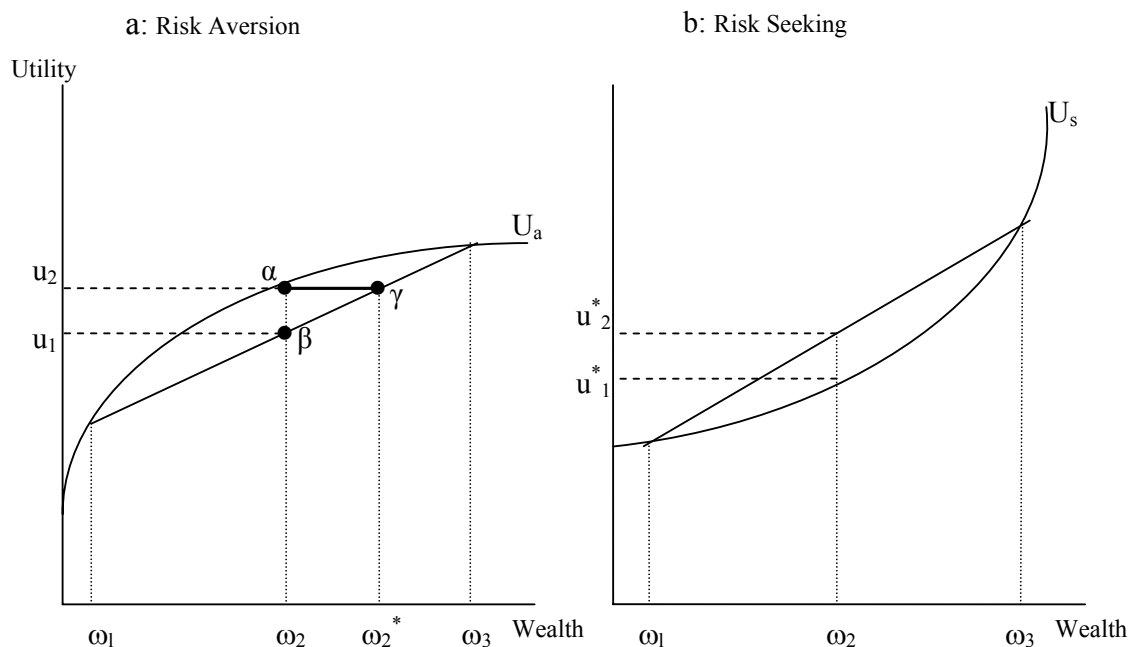 a: Risk Aversion
b: Risk Seeking
Utility
Uₛ
Uₐ
u₂
α
γ
u₁
β
u*₂
u*₁
ω₁ ω₂ ω₂* ω₃ Wealth
ω₁ ω₂ ω₃ Wealth